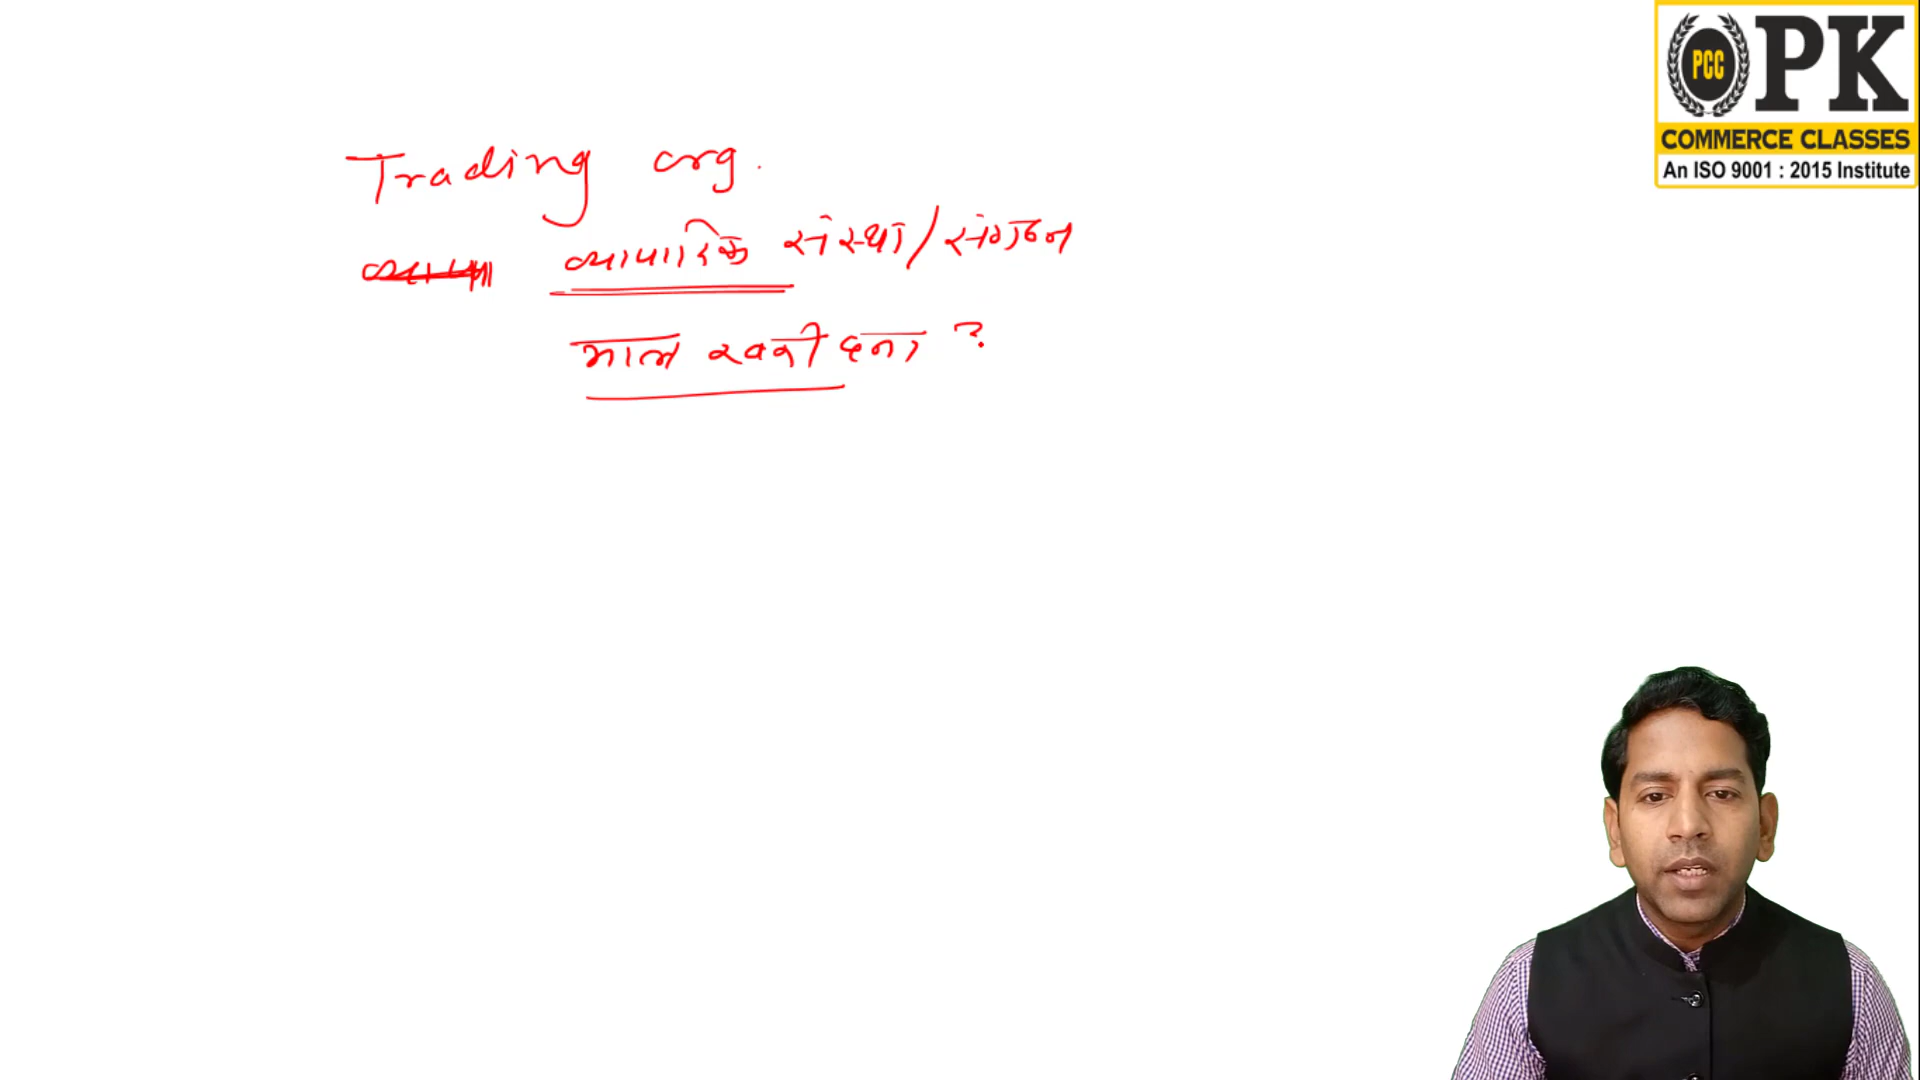 Trading org.
व्यापारिक संस्था/संगठन
माल खरीदना ?
PCC
PK
COMMERCE CLASSES
An ISO 9001 : 2015 Institute